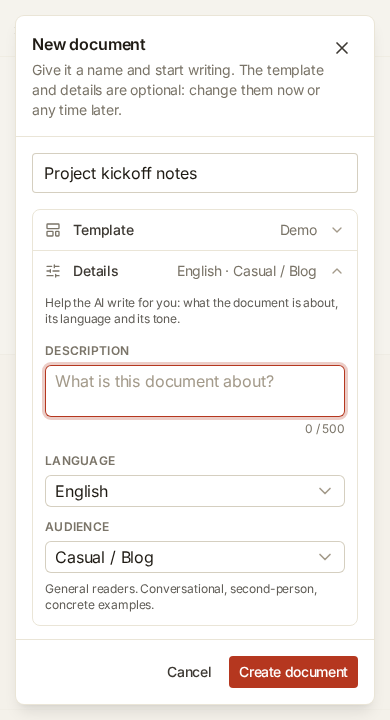 New document
Give it a name and start writing. The template
and details are optional: change them now or
any time later.
Project kickoff notes
Template
Demo
Details
English · Casual / Blog
Help the AI write for you: what the document is about,
its language and its tone.
DESCRIPTION
What is this document about?
0 / 500
LANGUAGE
English
AUDIENCE
Casual / Blog
General readers. Conversational, second-person,
concrete examples.
Cancel
Create document